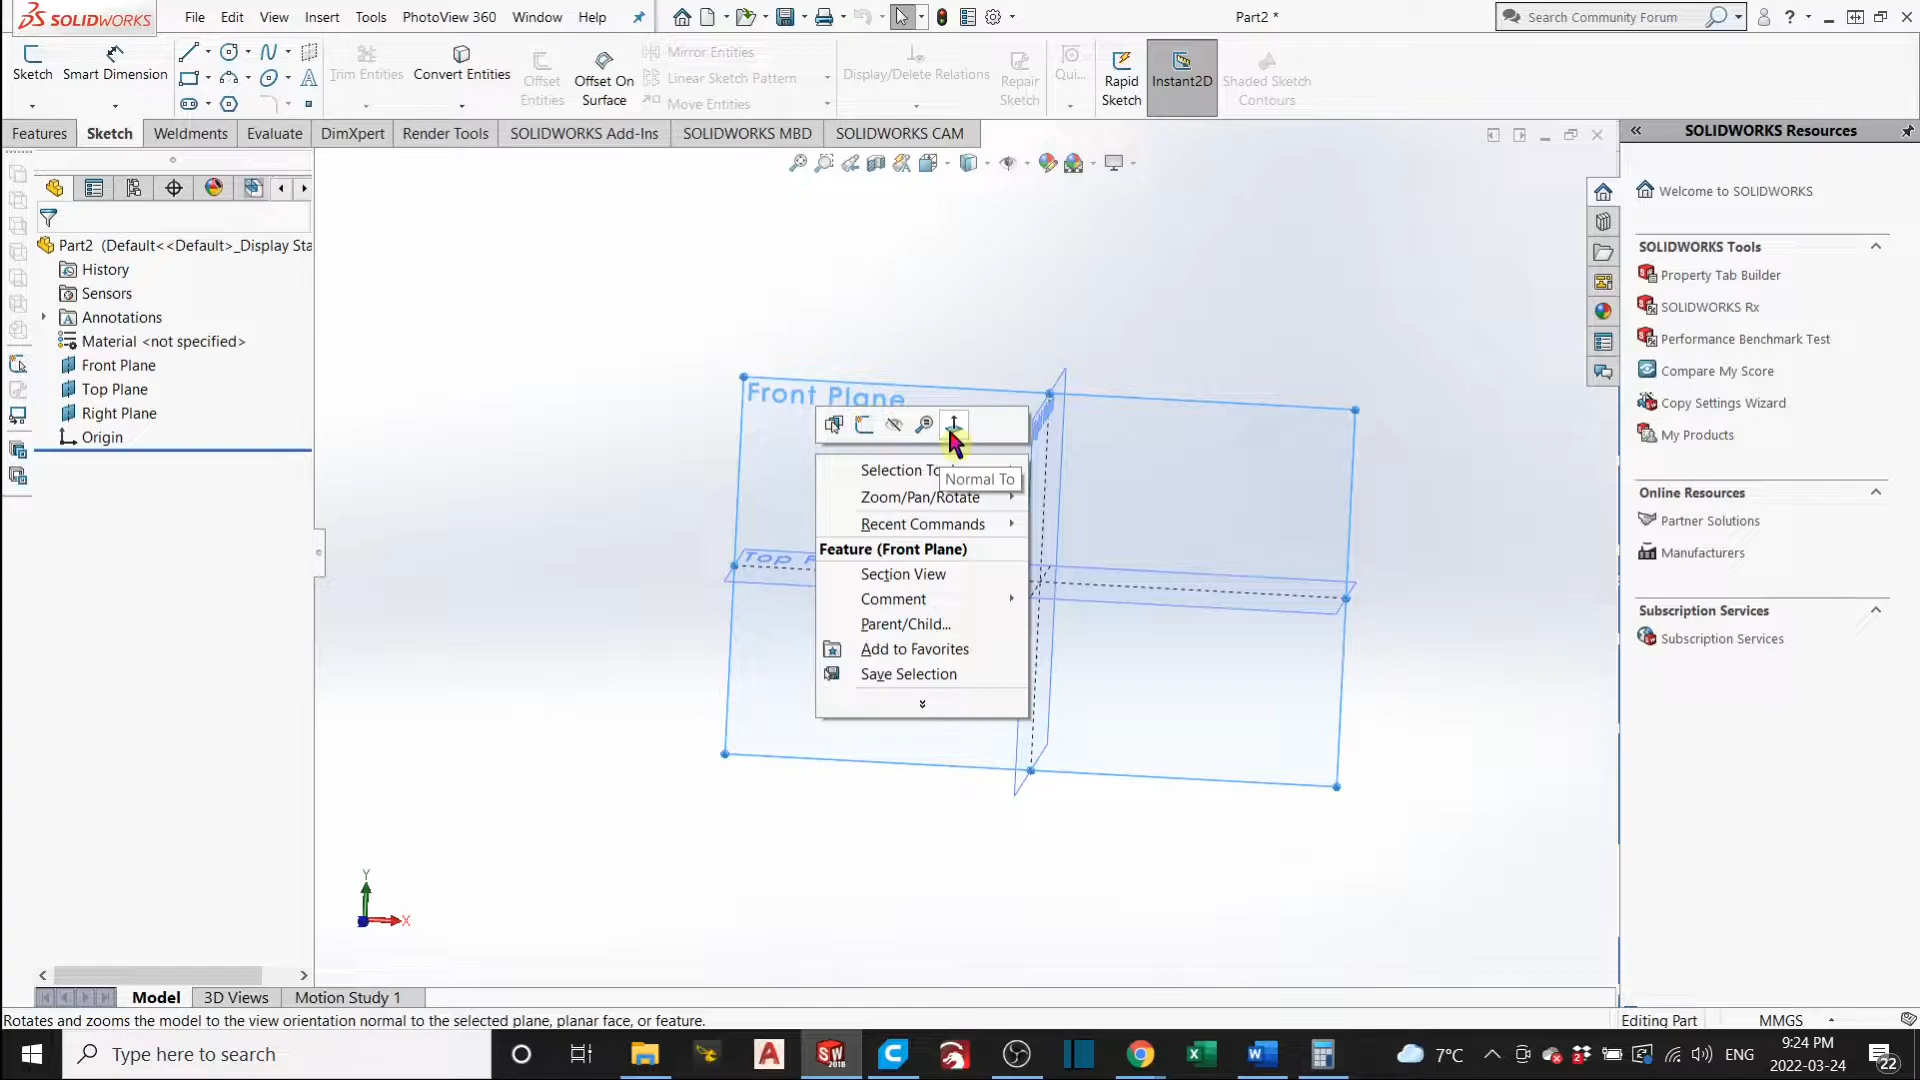 SOLIDWORKS
File Edit View Insert Tools PhotoView 360 Window Help
Part2 *
Search Community Forum
?
Sketch
Smart Dimension
Trim Entities
Convert Entities
Offset Entities
Offset On Surface
Mirror Entities
Linear Sketch Pattern
Move Entities
Display/Delete Relations
Repair Sketch
Qui...
Rapid Sketch
Instant2D
Shaded Sketch Contours
Features Sketch Weldments Evaluate DimXpert Render Tools SOLIDWORKS Add-Ins SOLIDWORKS MBD SOLIDWORKS CAM
Part2 (Default<<Default>_Display Sta
History
Sensors
Annotations
Material <not specified>
Front Plane
Top Plane
Right Plane
Origin
Front Plane
Top P
Normal To
Selection To
Zoom/Pan/Rotate
Recent Commands
Feature (Front Plane)
Section View
Comment
Parent/Child...
Add to Favorites
Save Selection
Y
X
SOLIDWORKS Resources
Welcome to SOLIDWORKS
SOLIDWORKS Tools
Property Tab Builder
SOLIDWORKS Rx
Performance Benchmark Test
Compare My Score
Copy Settings Wizard
My Products
Online Resources
Partner Solutions
Manufacturers
Subscription Services
Subscription Services
Model 3D Views Motion Study 1
Rotates and zooms the model to the view orientation normal to the selected plane, planar face, or feature.
Editing Part MMGS
Type here to search
SW
2018
7°C
ENG
9:24 PM
2022-03-24
22